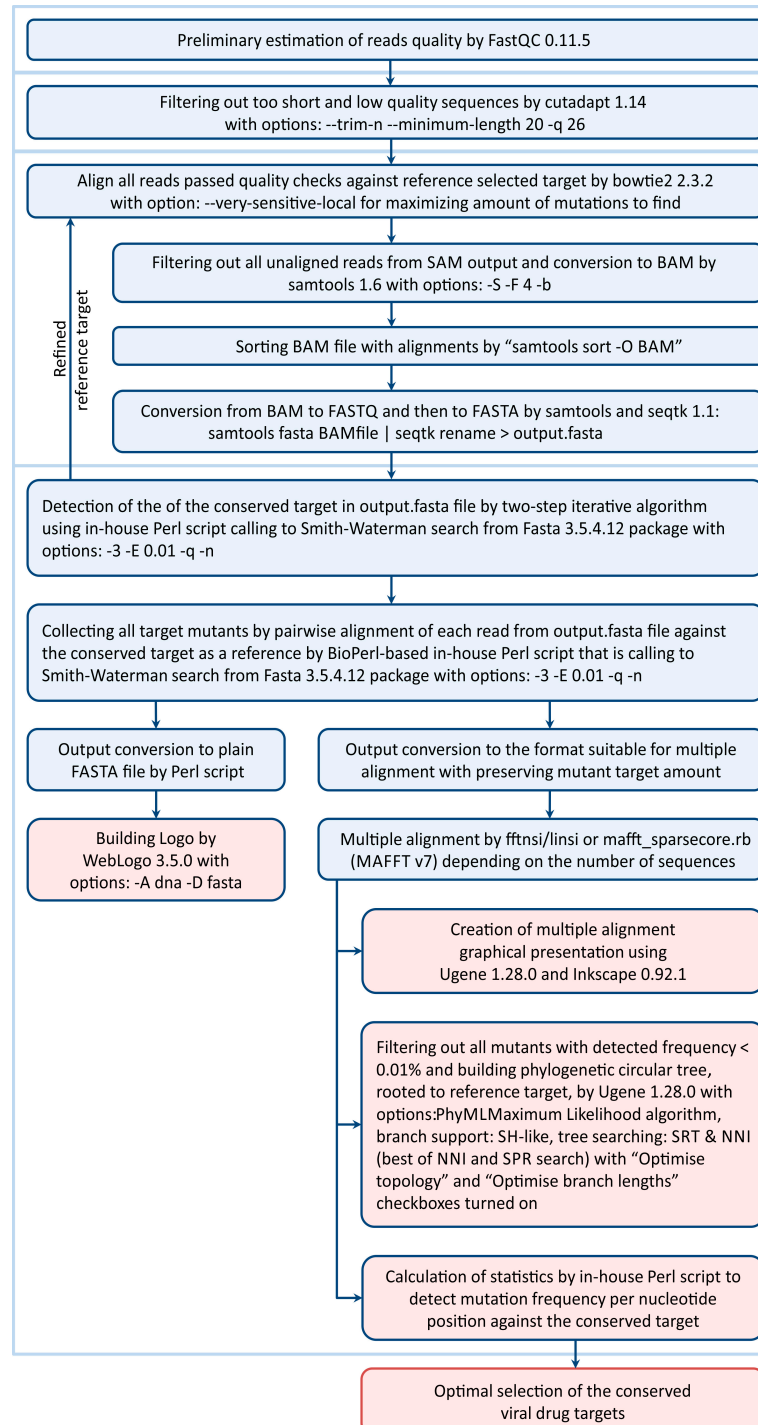 Preliminary estimation of reads quality by FastQC 0.11.5
Filtering out too short and low quality sequences by cutadapt 1.14
with options: --trim-n --minimum-length 20 -q 26
Align all reads passed quality checks against reference selected target by bowtie2 2.3.2
with option: --very-sensitive-local for maximizing amount of mutations to find
Filtering out all unaligned reads from SAM output and conversion to BAM by
samtools 1.6 with options: -S -F 4 -b
Sorting BAM file with alignments by “samtools sort -O BAM”
Refined
reference target
Conversion from BAM to FASTQ and then to FASTA by samtools and seqtk 1.1:
samtools fasta BAMfile | seqtk rename > output.fasta
Detection of the of the conserved target in output.fasta file by two-step iterative algorithm
using in-house Perl script calling to Smith-Waterman search from Fasta 3.5.4.12 package with
options: -3 -E 0.01 -q -n
Collecting all target mutants by pairwise alignment of each read from output.fasta file against
the conserved target as a reference by BioPerl-based in-house Perl script that is calling to
Smith-Waterman search from Fasta 3.5.4.12 package with options: -3 -E 0.01 -q -n
Output conversion to plain
FASTA file by Perl script
Output conversion to the format suitable for multiple
alignment with preserving mutant target amount
Building Logo by
WebLogo 3.5.0 with
options: -A dna -D fasta
Multiple alignment by fftnsi/linsi or mafft_sparsecore.rb
(MAFFT v7) depending on the number of sequences
Creation of multiple alignment
graphical presentation using
Ugene 1.28.0 and Inkscape 0.92.1
Filtering out all mutants with detected frequency <
0.01% and building phylogenetic circular tree,
rooted to reference target, by Ugene 1.28.0 with
options:PhyMLMaximum Likelihood algorithm,
branch support: SH-like, tree searching: SRT & NNI
(best of NNI and SPR search) with “Optimise
topology” and “Optimise branch lengths”
checkboxes turned on
Calculation of statistics by in-house Perl script to
detect mutation frequency per nucleotide
position against the conserved target
Optimal selection of the conserved
viral drug targets